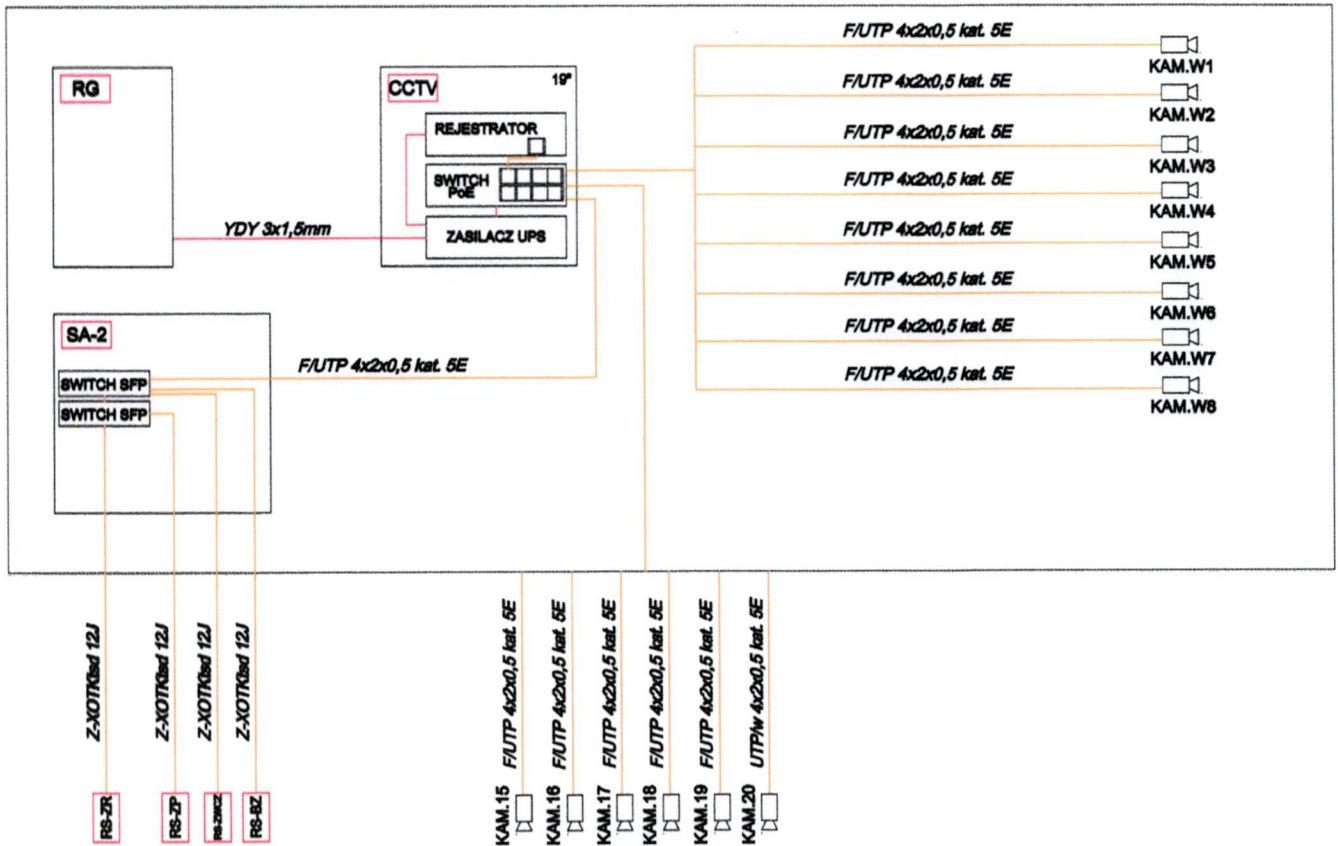 RG
CCTV
19"
REJESTRATOR
SWITCH
PoE
ZASILACZ UPS
YDY 3x1,5mm
F/UTP 4x2x0,5 kat. 5E
KAM.W1
F/UTP 4x2x0,5 kat. 5E
KAM.W2
F/UTP 4x2x0,5 kat. 5E
KAM.W3
F/UTP 4x2x0,5 kat. 5E
KAM.W4
F/UTP 4x2x0,5 kat. 5E
KAM.W5
F/UTP 4x2x0,5 kat. 5E
KAM.W6
F/UTP 4x2x0,5 kat. 5E
KAM.W7
F/UTP 4x2x0,5 kat. 5E
KAM.W8
SA-2
SWITCH SFP
SWITCH SFP
F/UTP 4x2x0,5 kat. 5E
Z-XOTKtsd 12J
Z-XOTKtsd 12J
Z-XOTKtsd 12J
Z-XOTKtsd 12J
RS-ZR
RS-ZP
RS-BZ
F/UTP 4x2x0,5 kat. 5E
F/UTP 4x2x0,5 kat. 5E
F/UTP 4x2x0,5 kat. 5E
F/UTP 4x2x0,5 kat. 5E
F/UTP 4x2x0,5 kat. 5E
UTP/w 4x2x0,5 kat. 5E
KAM.15
KAM.16
KAM.17
KAM.18
KAM.19
KAM.20